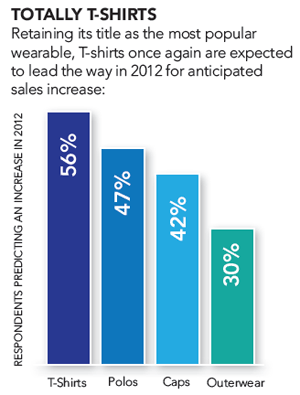 TOTALLY T-SHIRTS
Retaining its title as the most popular
wearable, T-shirts once again are expected
to lead the way in 2012 for anticipated
sales increase:
RESPONDENTS PREDICTING AN INCREASE IN 2012
56%
47%
42%
30%
T-Shirts
Polos
Caps
Outerwear